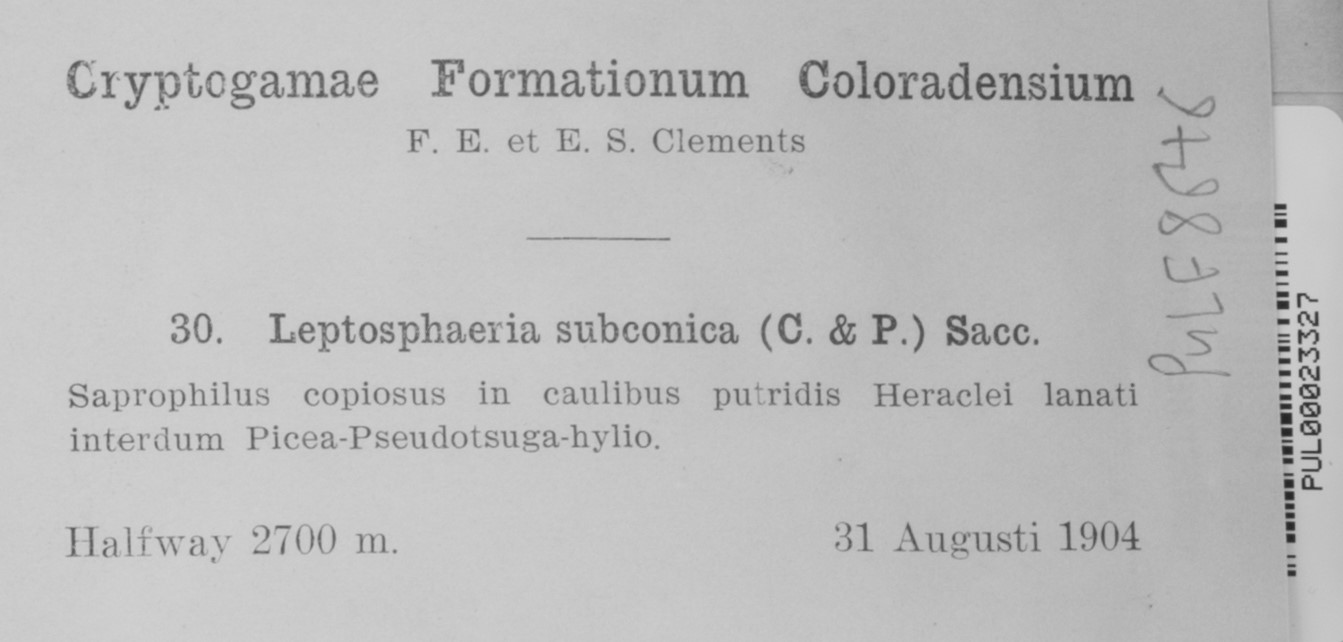 Cryptogamae Formationum Coloradensium
F. E. et E. S. Clements
30. Leptosphaeria subconica (C. & P.) Sacc.
Saprophilus copiosus in caulibus putridis Heraclei lanati
interdum Picea-Pseudotsuga-hylio.
Halfway 2700 m. 31 Augusti 1904
PUL F8978
PUL00023327